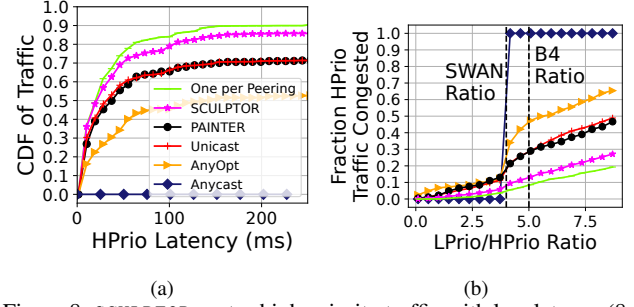 CDF of Traffic
1.0
0.9
0.8
0.7
0.6
0.5
0.4
0.3
0.2
0.1
0.0
0
100
200
HPrio Latency (ms)
One per Peering
SCULPTOR
PAINTER
Unicast
AnyOpt
Anycast
(a)
Fraction HPrio
Traffic Congested
1.0
0.9
0.8
0.7
0.6
0.5
0.4
0.3
0.2
0.1
0.0
0.0
2.5
5.0
7.5
LPrio/HPrio Ratio
SWAN
Ratio
B4
Ratio
(b)